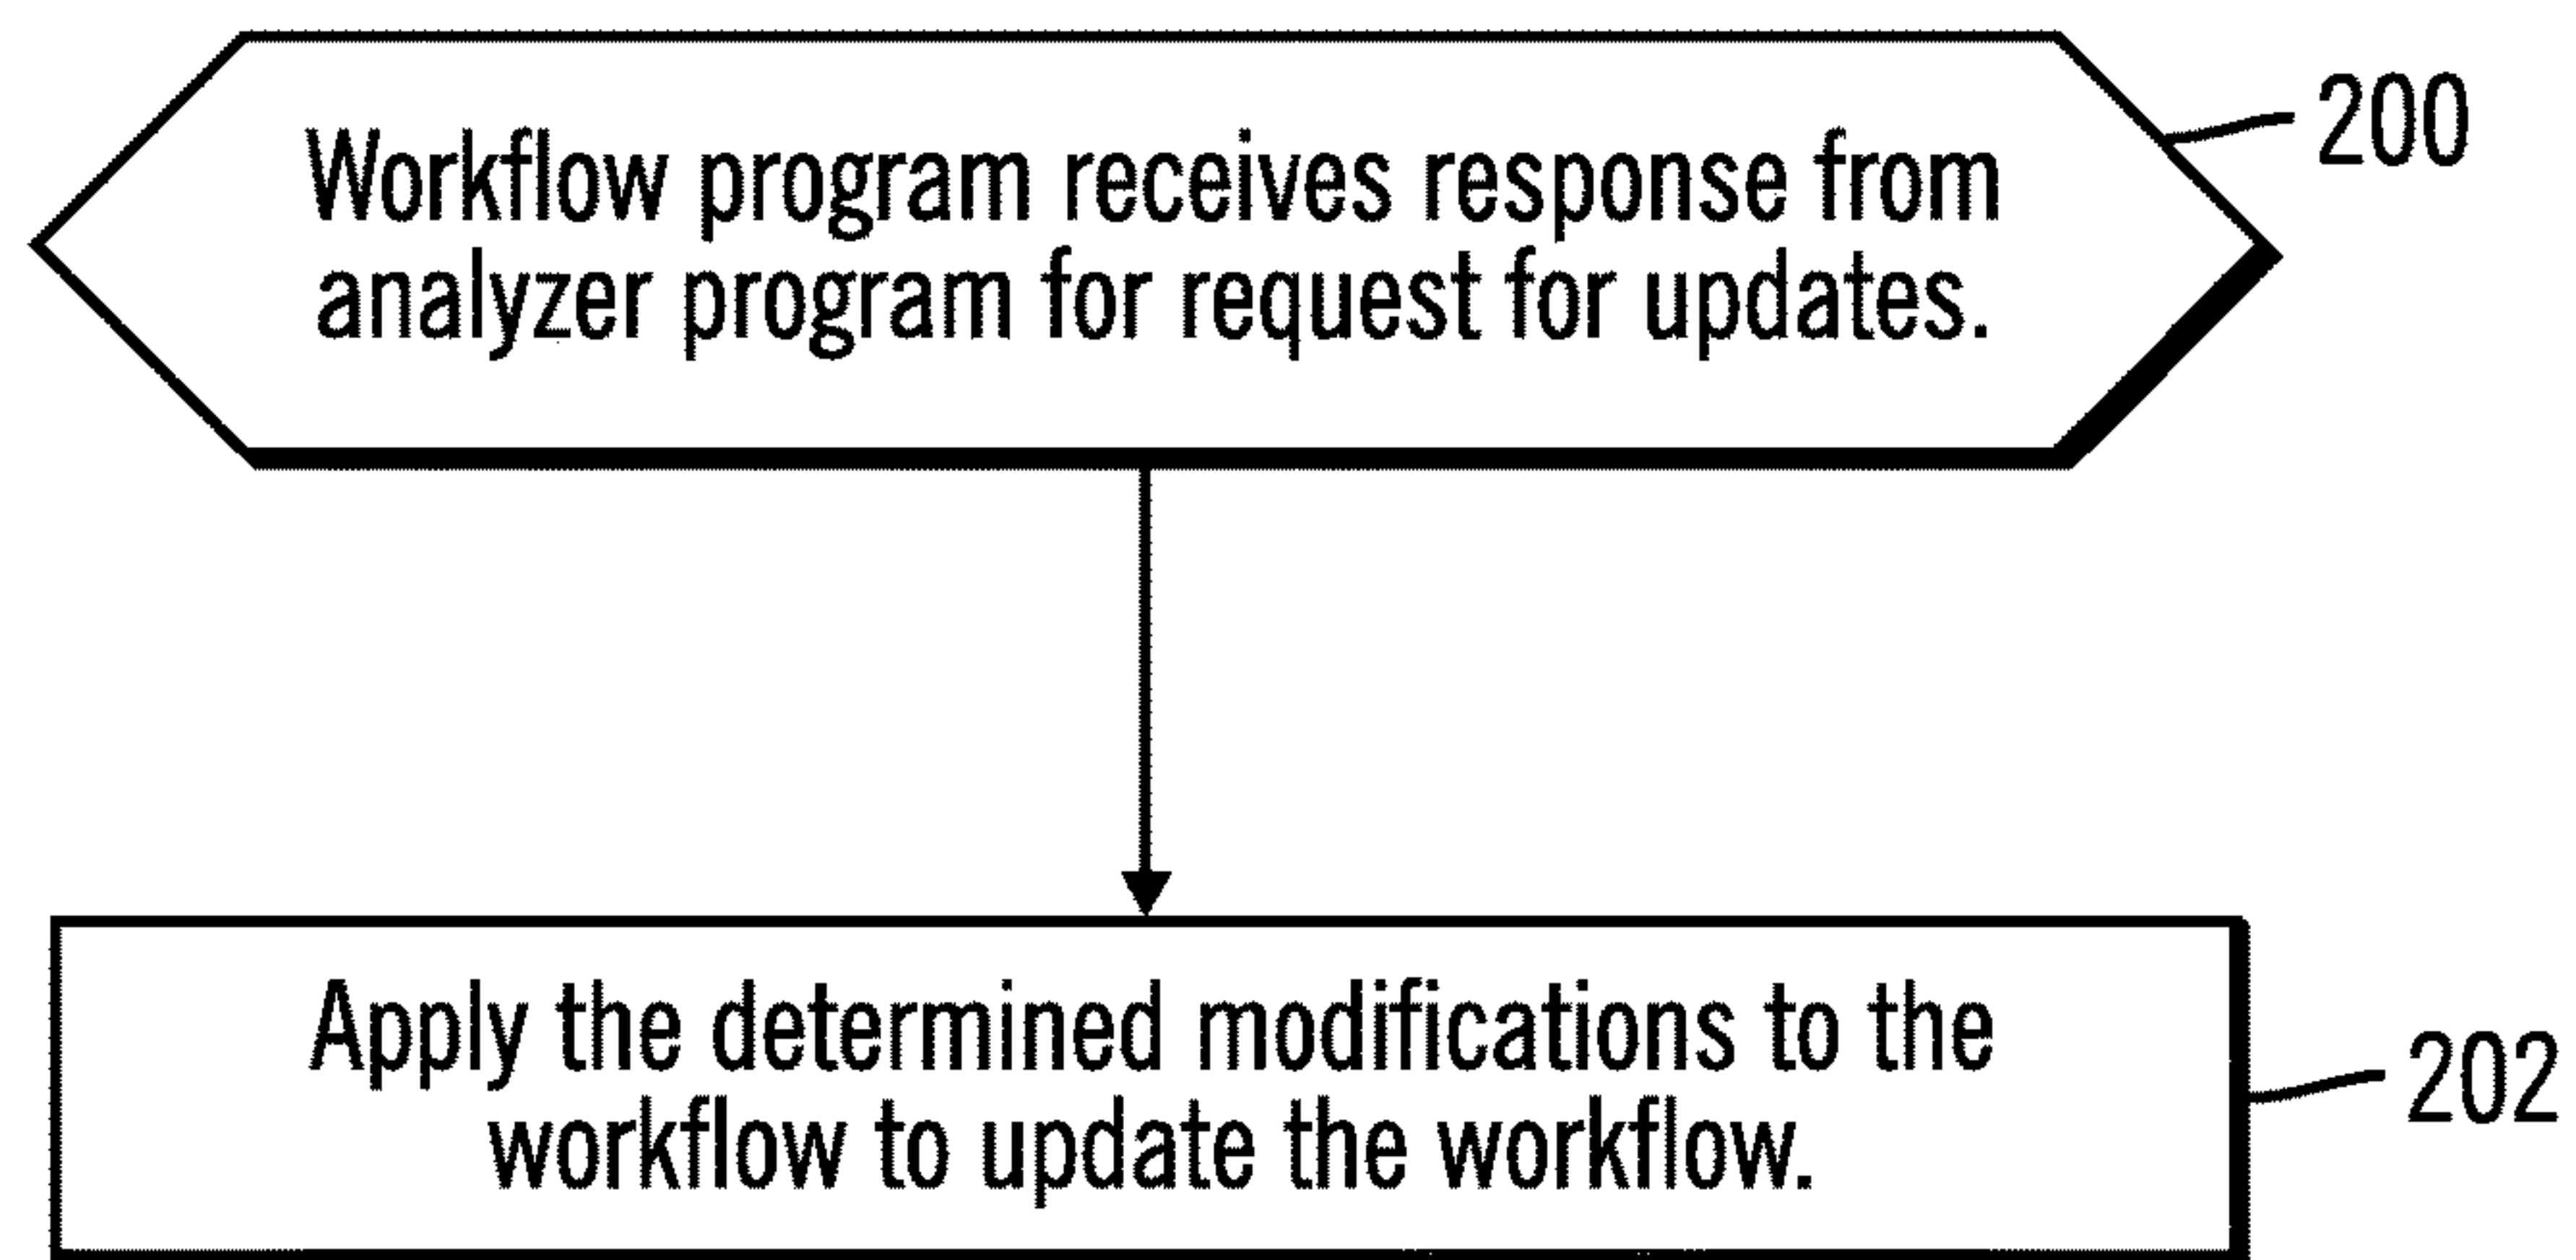 Workflow program receives response from
analyzer program for request for updates.
200
Apply the determined modifications to the
workflow to update the workflow.
202